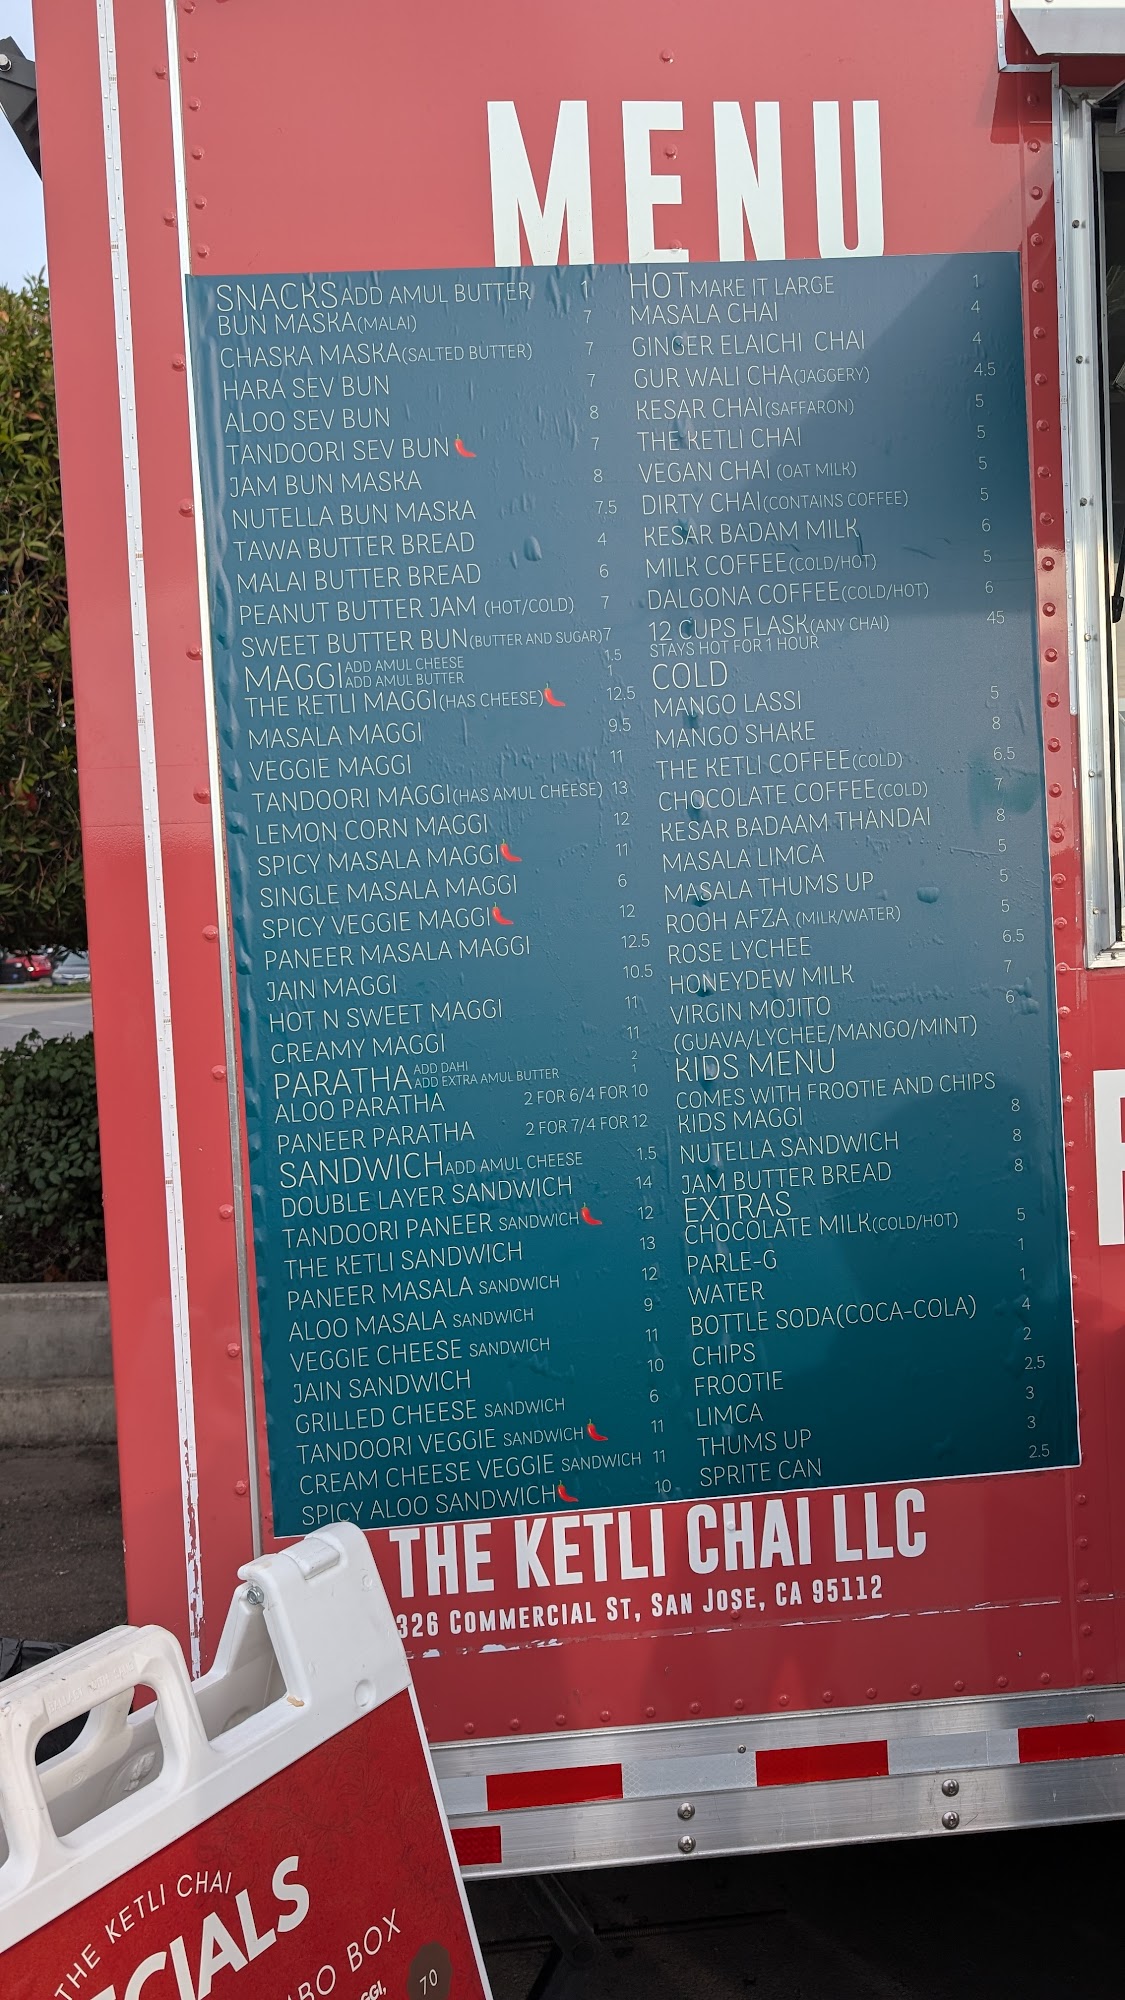 MENU
SNACKS ADD AMUL BUTTER 1
BUN MASKA(MALAI) 7
CHASKA MASKA(SALTED BUTTER) 7
HARA SEV BUN 7
ALOO SEV BUN 8
TANDOORI SEV BUN 7
JAM BUN MASKA 8
NUTELLA BUN MASKA 7.5
TAWA BUTTER BREAD 4
MALAI BUTTER BREAD 6
PEANUT BUTTER JAM (HOT/COLD) 7
SWEET BUTTER BUN(BUTTER AND SUGAR) 7
MAGGI ADD AMUL CHEESE 1.5
ADD AMUL BUTTER 1
THE KETLI MAGGI(HAS CHEESE) 12.5
MASALA MAGGI 9.5
VEGGIE MAGGI 11
TANDOORI MAGGI(HAS AMUL CHEESE) 13
LEMON CORN MAGGI 12
SPICY MASALA MAGGI 11
SINGLE MASALA MAGGI 6
SPICY VEGGIE MAGGI 12
PANEER MASALA MAGGI 12.5
JAIN MAGGI 10.5
HOT N SWEET MAGGI 11
CREAMY MAGGI 11
PARATHA ADD DAHI 2
ADD EXTRA AMUL BUTTER 1
ALOO PARATHA 2 FOR 6/4 FOR 10
PANEER PARATHA 2 FOR 7/4 FOR 12
SANDWICH ADD AMUL CHEESE 1.5
DOUBLE LAYER SANDWICH 14
TANDOORI PANEER SANDWICH 12
THE KETLI SANDWICH 13
PANEER MASALA SANDWICH 12
ALOO MASALA SANDWICH 9
VEGGIE CHEESE SANDWICH 11
JAIN SANDWICH 10
GRILLED CHEESE SANDWICH 6
TANDOORI VEGGIE SANDWICH 11
CREAM CHEESE VEGGIE SANDWICH 11
SPICY ALOO SANDWICH 10
HOT MAKE IT LARGE 1
MASALA CHAI 4
GINGER ELAICHI CHAI 4
GUR WALI CHA(JAGGERY) 4.5
KESAR CHAI(SAFFARON) 5
THE KETLI CHAI 5
VEGAN CHAI (OAT MILK) 5
DIRTY CHAI(CONTAINS COFFEE) 5
KESAR BADAM MILK 6
MILK COFFEE(COLD/HOT) 5
DALGONA COFFEE(COLD/HOT) 6
12 CUPS FLASK(ANY CHAI) 45
STAYS HOT FOR 1 HOUR
COLD
MANGO LASSI 5
MANGO SHAKE 8
THE KETLI COFFEE(COLD) 6.5
CHOCOLATE COFFEE(COLD) 7
KESAR BADAAM THANDAI 8
MASALA LIMCA 5
MASALA THUMS UP 5
ROOH AFZA (MILK/WATER) 5
ROSE LYCHEE 6.5
HONEYDEW MILK 7
VIRGIN MOJITO 6
(GUAVA/LYCHEE/MANGO/MINT)
KIDS MENU
COMES WITH FROOTIE AND CHIPS
KIDS MAGGI 8
NUTELLA SANDWICH 8
JAM BUTTER BREAD 8
EXTRAS
CHOCOLATE MILK(COLD/HOT) 5
PARLE-G 1
WATER 1
BOTTLE SODA(COCA-COLA) 4
CHIPS 2
FROOTIE 2.5
LIMCA 3
THUMS UP 3
SPRITE CAN 2.5
THE KETLI CHAI LLC
326 COMMERCIAL ST, SAN JOSE, CA 95112
THE KETLI CHAI
CIALS
BO BOX
GGI,
70